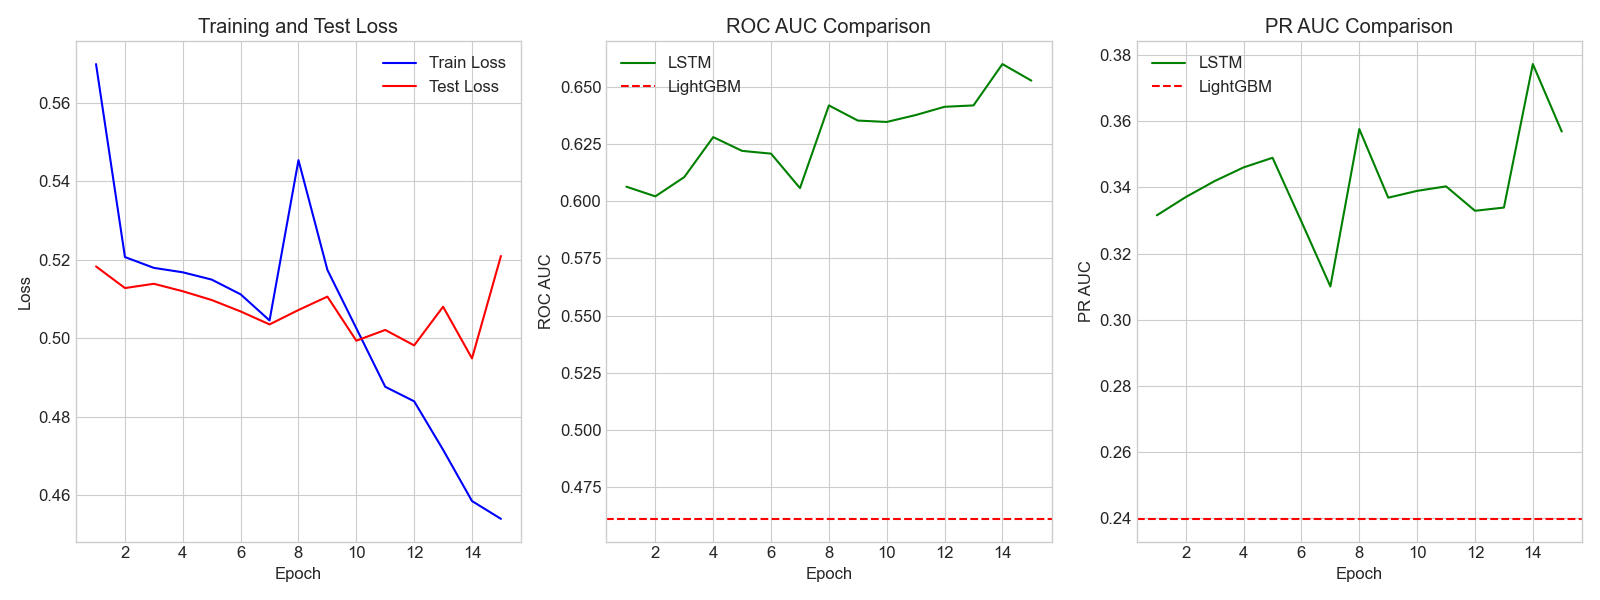 Training and Test Loss
Train Loss
Test Loss
0.56
0.54
0.52
0.50
0.48
0.46
Loss
2 4 6 8 10 12 14
Epoch
ROC AUC Comparison
LSTM
LightGBM
0.650
0.625
0.600
0.575
0.550
0.525
0.500
0.475
ROC AUC
2 4 6 8 10 12 14
Epoch
PR AUC Comparison
LSTM
LightGBM
0.38
0.36
0.34
0.32
0.30
0.28
0.26
0.24
PR AUC
2 4 6 8 10 12 14
Epoch